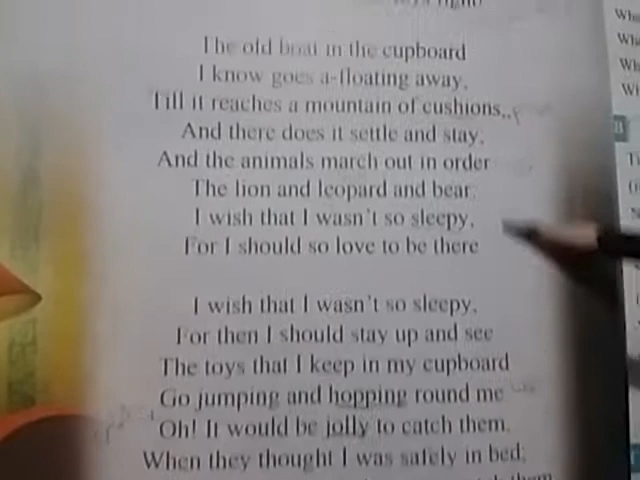 The old boat in the cupboard
I know goes a-floating away,
Till it reaches a mountain of cushions,
And there does it settle and stay,
And the animals march out in order
The lion and leopard and bear,
I wish that I wasn't so sleepy,
For I should so love to be there
I wish that I wasn't so sleepy,
For then I should stay up and see
The toys that I keep in my cupboard
Go jumping and hopping round me
Oh! It would be jolly to catch them,
When they thought I was safely in bed;
them